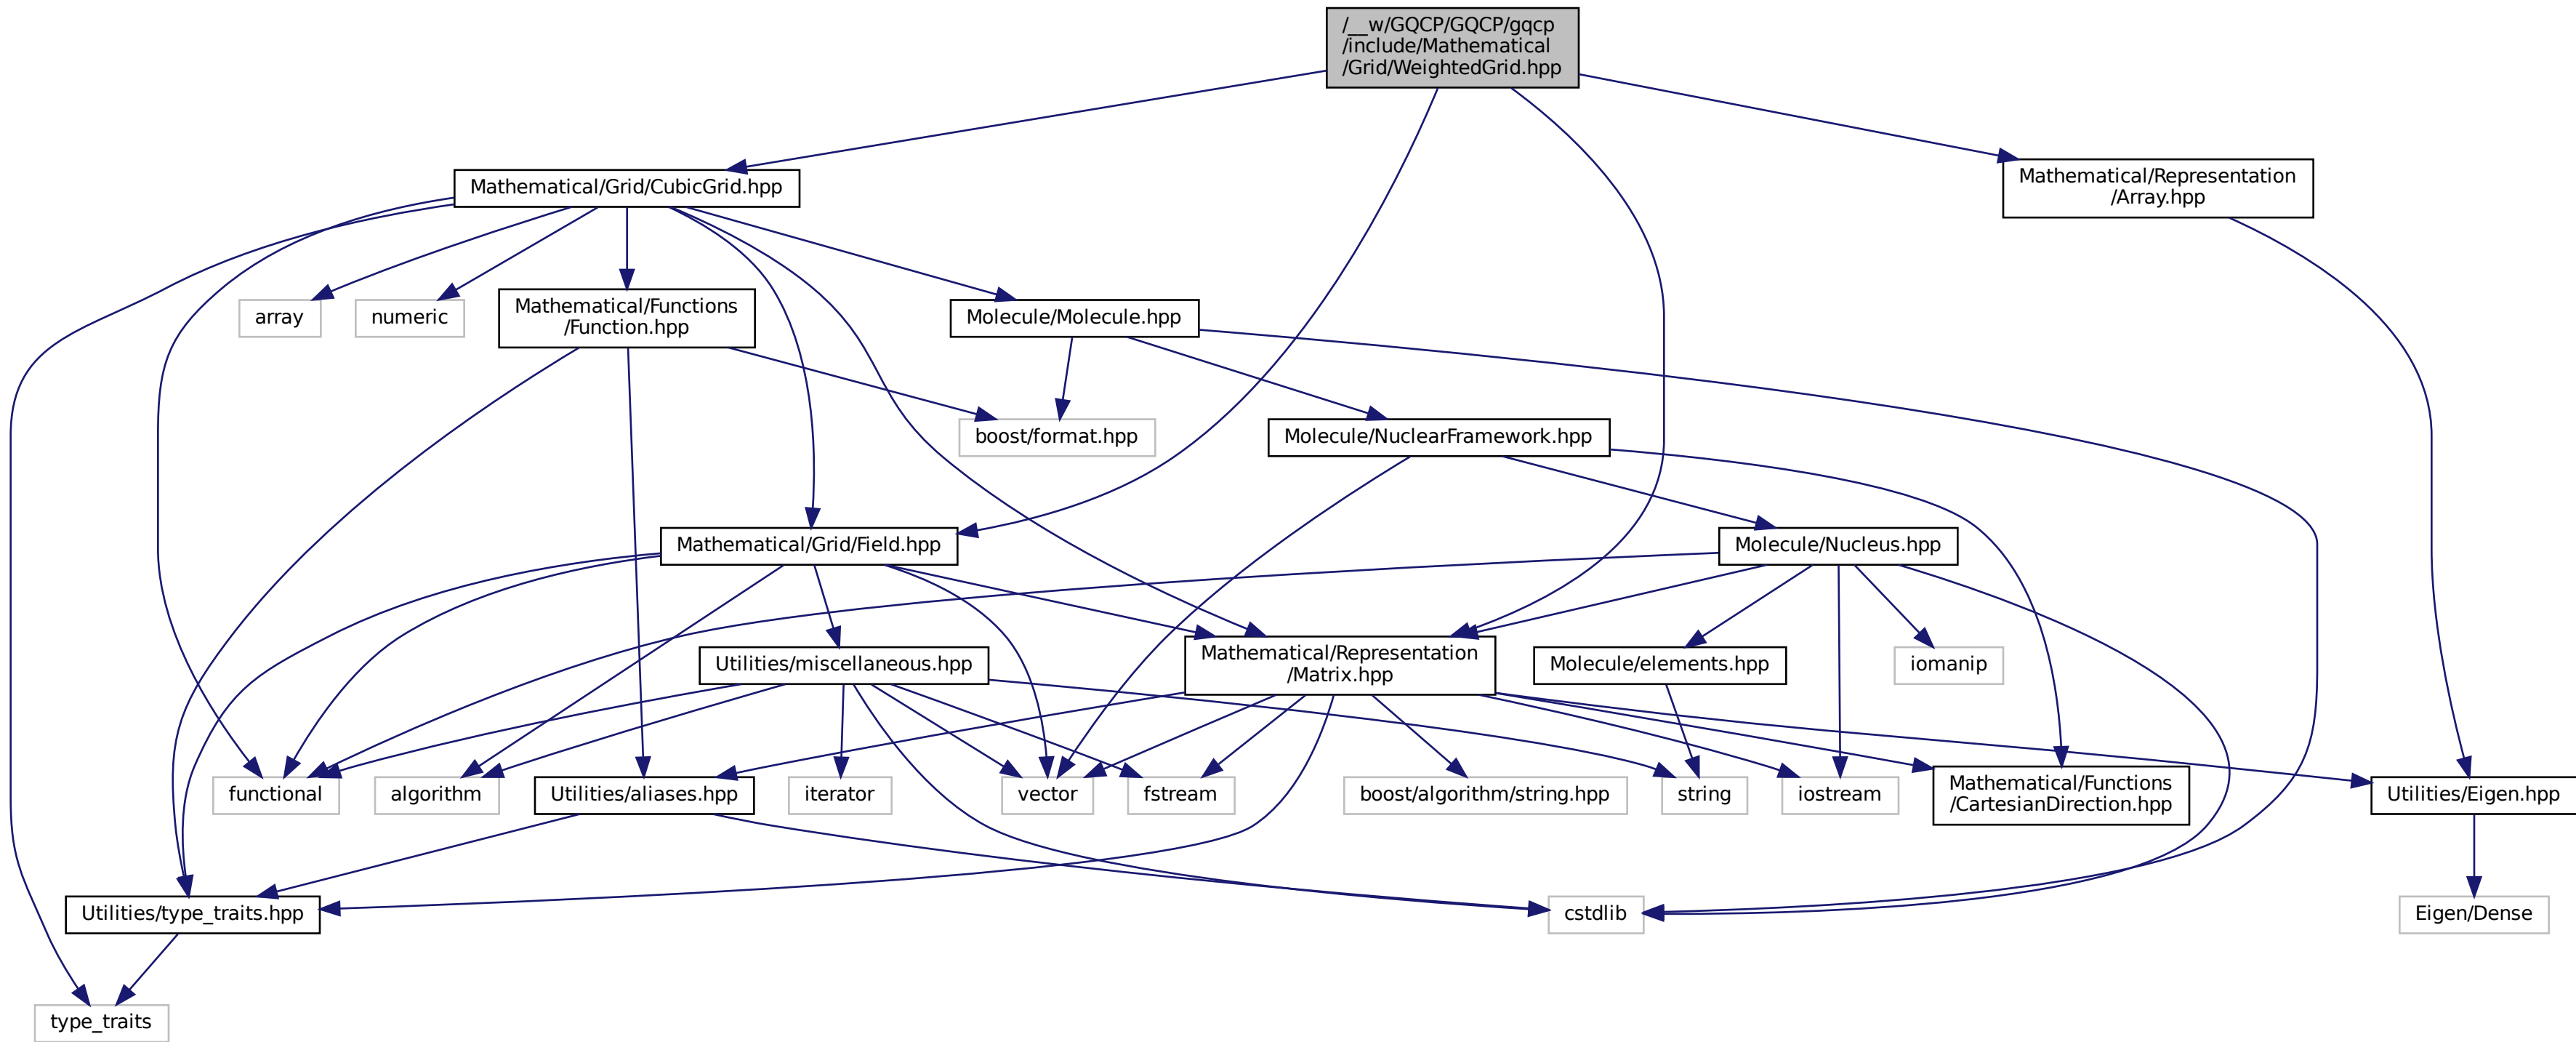 /__w/GQCP/GQCP/gqcp
/include/Mathematical
/Grid/WeightedGrid.hpp
Mathematical/Grid/CubicGrid.hpp
Mathematical/Representation
/Array.hpp
array
numeric
Mathematical/Functions
/Function.hpp
Molecule/Molecule.hpp
boost/format.hpp
Molecule/NuclearFramework.hpp
Mathematical/Grid/Field.hpp
Molecule/Nucleus.hpp
Utilities/miscellaneous.hpp
Mathematical/Representation
/Matrix.hpp
Molecule/elements.hpp
iomanip
functional
algorithm
Utilities/aliases.hpp
iterator
vector
fstream
boost/algorithm/string.hpp
string
iostream
Mathematical/Functions
/CartesianDirection.hpp
Utilities/Eigen.hpp
Utilities/type_traits.hpp
cstdlib
Eigen/Dense
type_traits